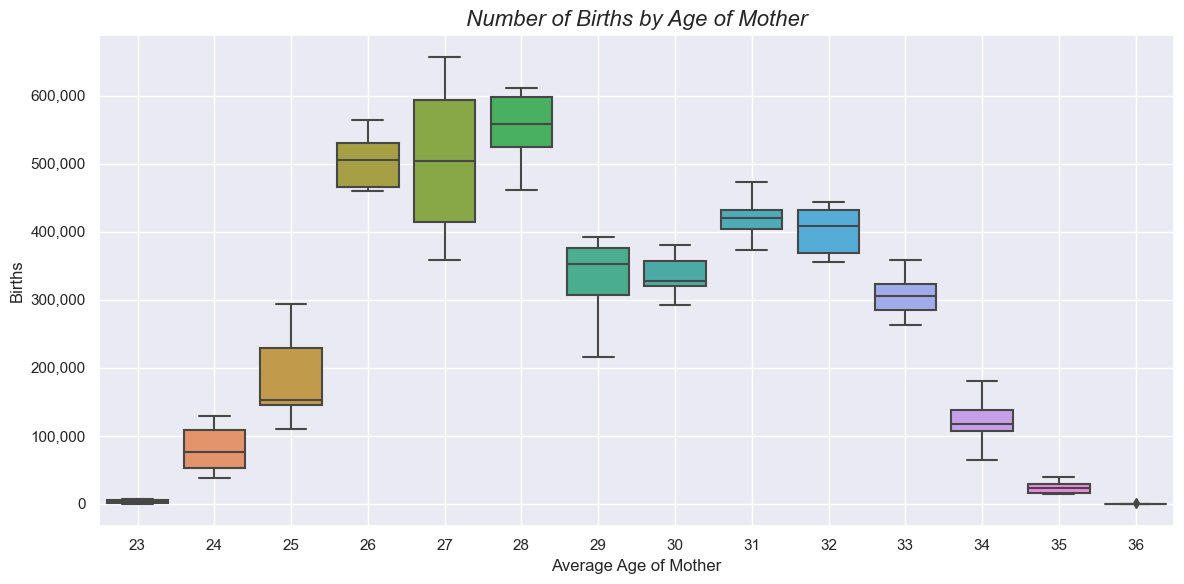 Number of Births by Age of Mother
600,000
500,000
400,000
300,000
200,000
100,000
0
Births
23 24 25 26 27 28 29 30 31 32 33 34 35 36
Average Age of Mother